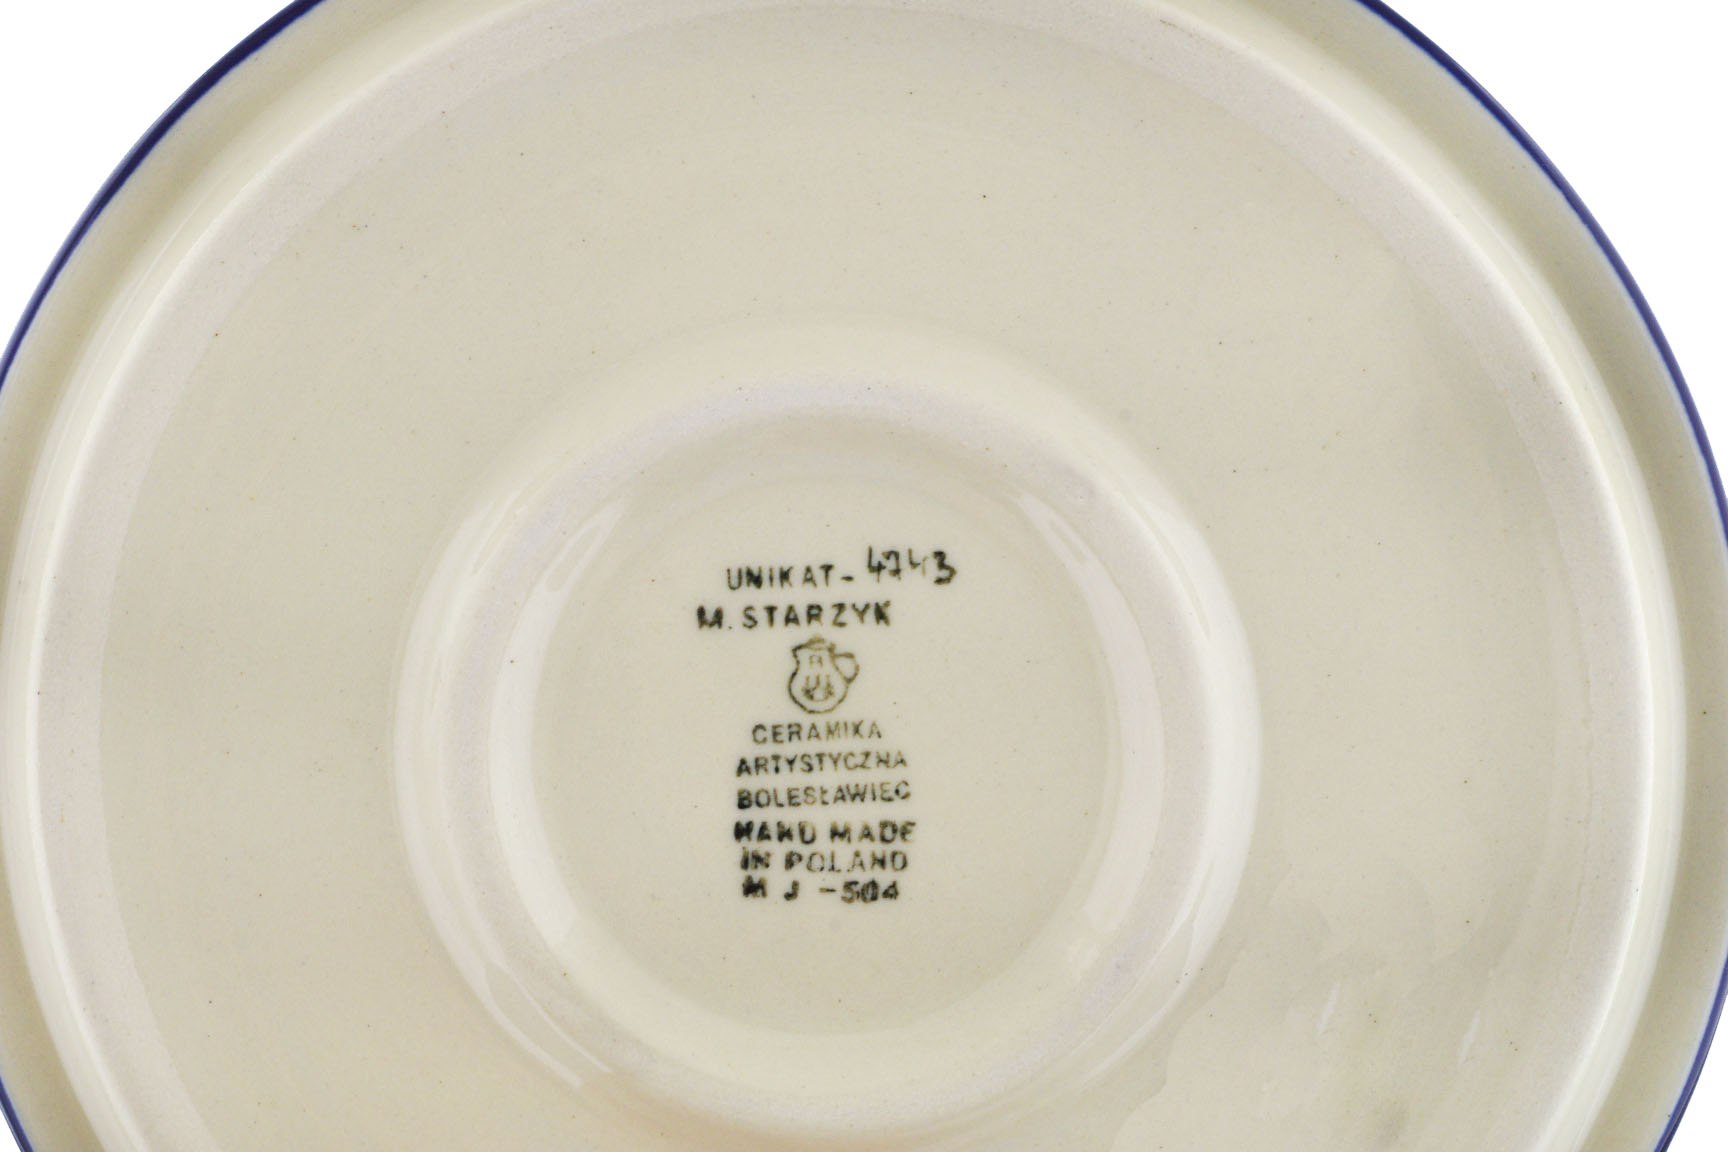 UNIKAT - 4743
M. STARZYK
CERAMIKA
ARTYSTYCZNA
BOLESŁAWIEC
HAND MADE
IN POLAND
M J - 504